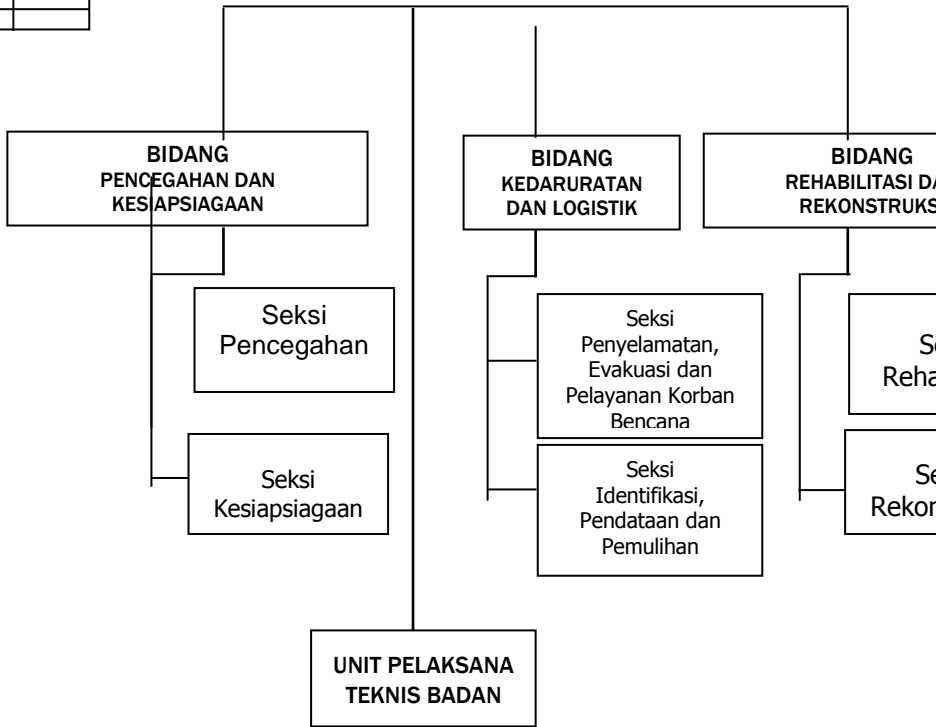 BIDANG
PENCEGAHAN DAN
KESIAPSIAGAAN
BIDANG
KEDARURATAN
DAN LOGISTIK
BIDANG
REHABILITASI
Seksi
Pencegahan
Seksi
Kesiapsiagaan
Seksi
Penyelamatan,
Evakuasi dan
Pelayanan Korban
Bencana
Seksi
Identifikasi,
Pendataan dan
Pemulihan
UNIT PELAKSANA
TEKNIS BADAN